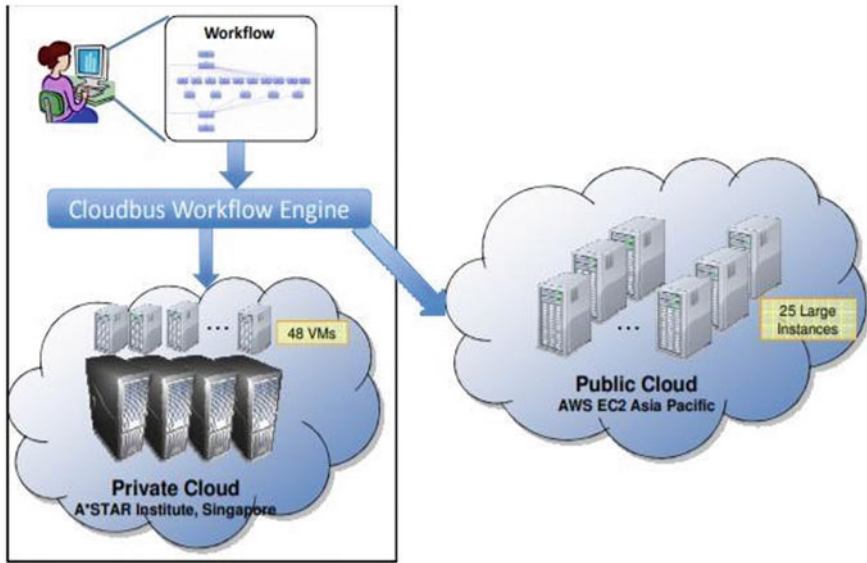 Workflow
Cloudbus Workflow Engine
48 VMs
Private Cloud
A*STAR Institute, Singapore
25 Large
Instances
Public Cloud
AWS EC2 Asia Pacific